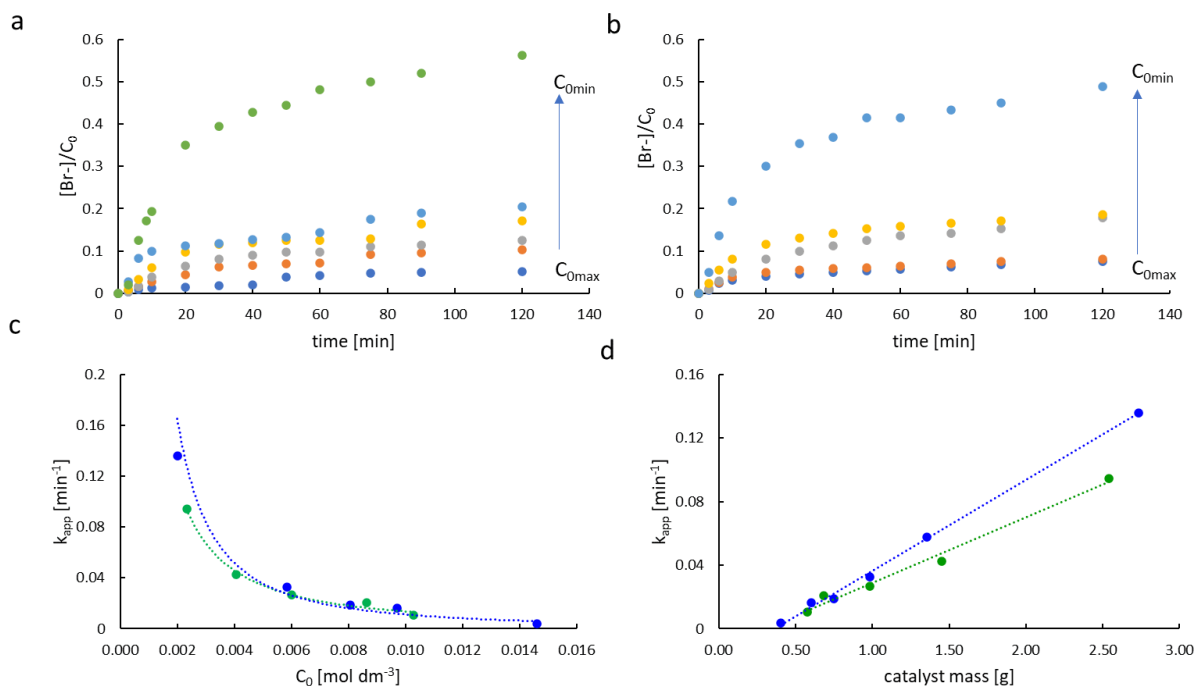 a
0.6
0.5
0.4
0.3
0.2
0.1
0
[Br-]/C0
C0min
C0max
0 20 40 60 80 100 120 140
time [min]
b
0.6
0.5
0.4
0.3
0.2
0.1
0
[Br-]/C0
C0min
C0max
0 20 40 60 80 100 120 140
time [min]
c
0.2
0.16
0.12
0.08
0.04
0
kapp [min-1]
0.000 0.002 0.004 0.006 0.008 0.010 0.012 0.014 0.016
C0 [mol dm-3]
d
0.16
0.12
0.08
0.04
0
kapp [min-1]
0.00 0.50 1.00 1.50 2.00 2.50 3.00
catalyst mass [g]